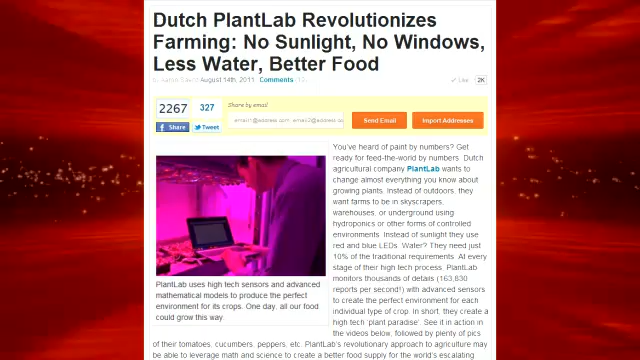 Dutch PlantLab Revolutionizes
Farming: No Sunlight, No Windows,
Less Water, Better Food
by Aaron Saenz August 14th, 2011 Comments
Like 2K
2267
327
Share
Tweet
Share by email
email1@address.com, email2@address.co
Send Email
Import Addresses
You've heard of paint by numbers? Get
ready for feed-the-world by numbers. Dutch
agricultural company PlantLab wants to
change almost everything you know about
growing plants. Instead of outdoors, they
want farms to be in skyscrapers,
warehouses, or underground using
hydroponics or other forms of controlled
environments. Instead of sunlight they use
red and blue LEDs. Water? They need just
10% of the traditional requirements. At every
stage of their high tech process, PlantLab
monitors thousands of details (163,830
reports per second!) with advanced sensors
to create the perfect environment for each
individual type of crop. In short, they create a
high tech 'plant paradise'. See it in action in
the videos below, followed by plenty of pics
PlantLab uses high tech sensors and advanced
mathematical models to produce the perfect
environment for its crops. One day, all our food
could grow this way.
of their tomatoes, cucumbers, peppers, etc. PlantLab's revolutionary approach to agriculture may
be able to leverage math and science to create a better food supply for the world's escalating